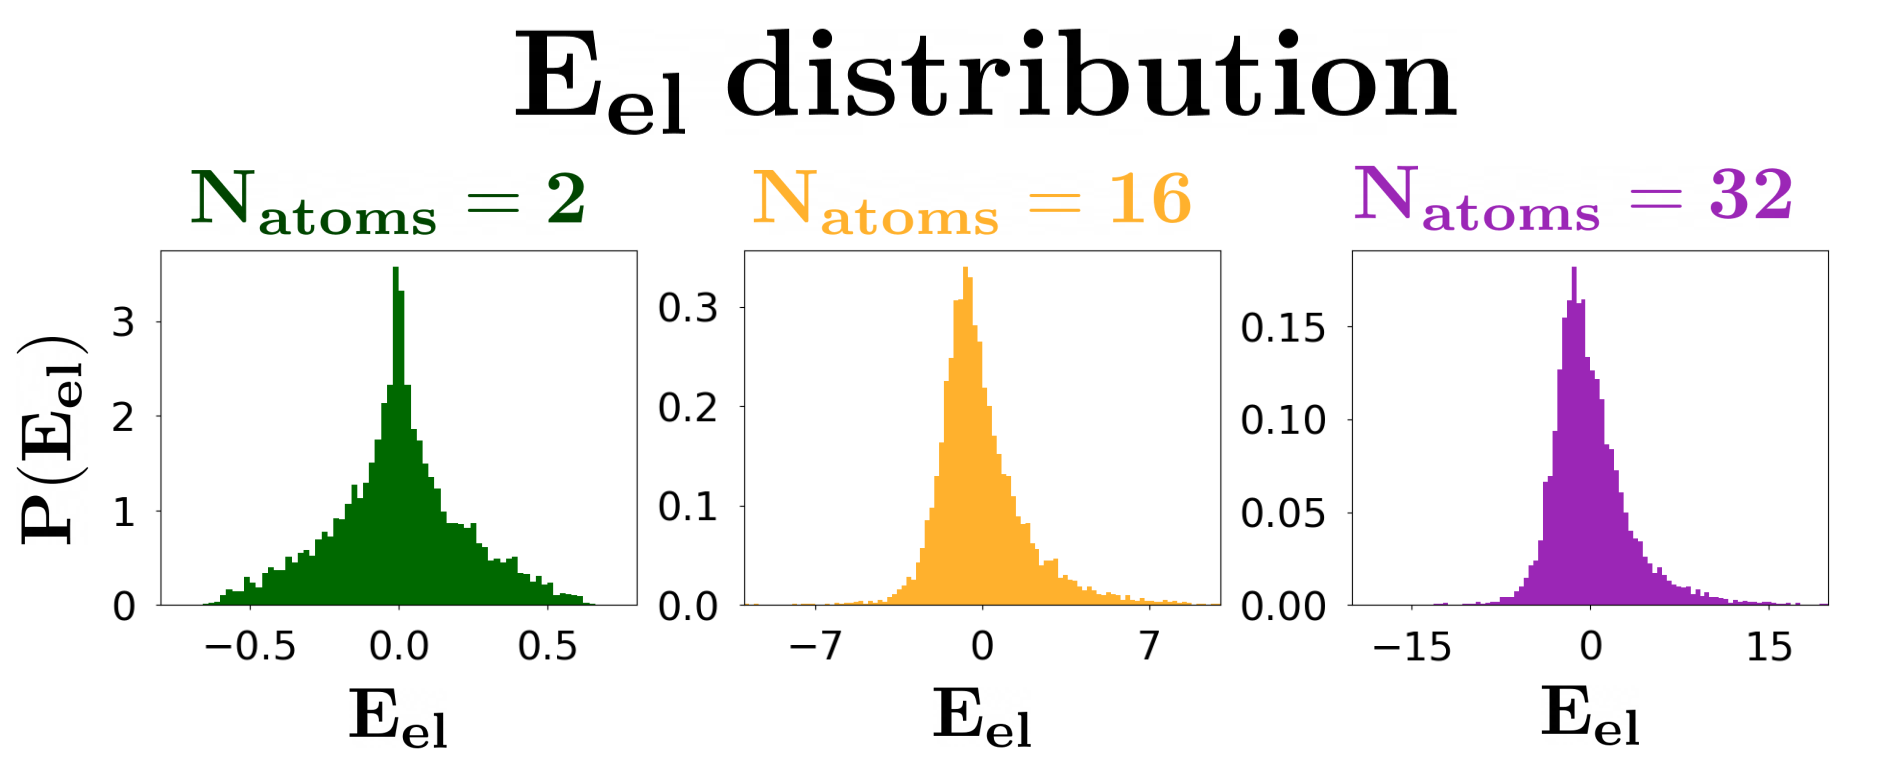 E_el distribution
N_atoms = 2
N_atoms = 16
N_atoms = 32
P(E_el)
3
2
1
0
−0.5 0.0 0.5
E_el
0.3
0.2
0.1
0.0
−7 0 7
E_el
0.15
0.10
0.05
0.00
−15 0 15
E_el